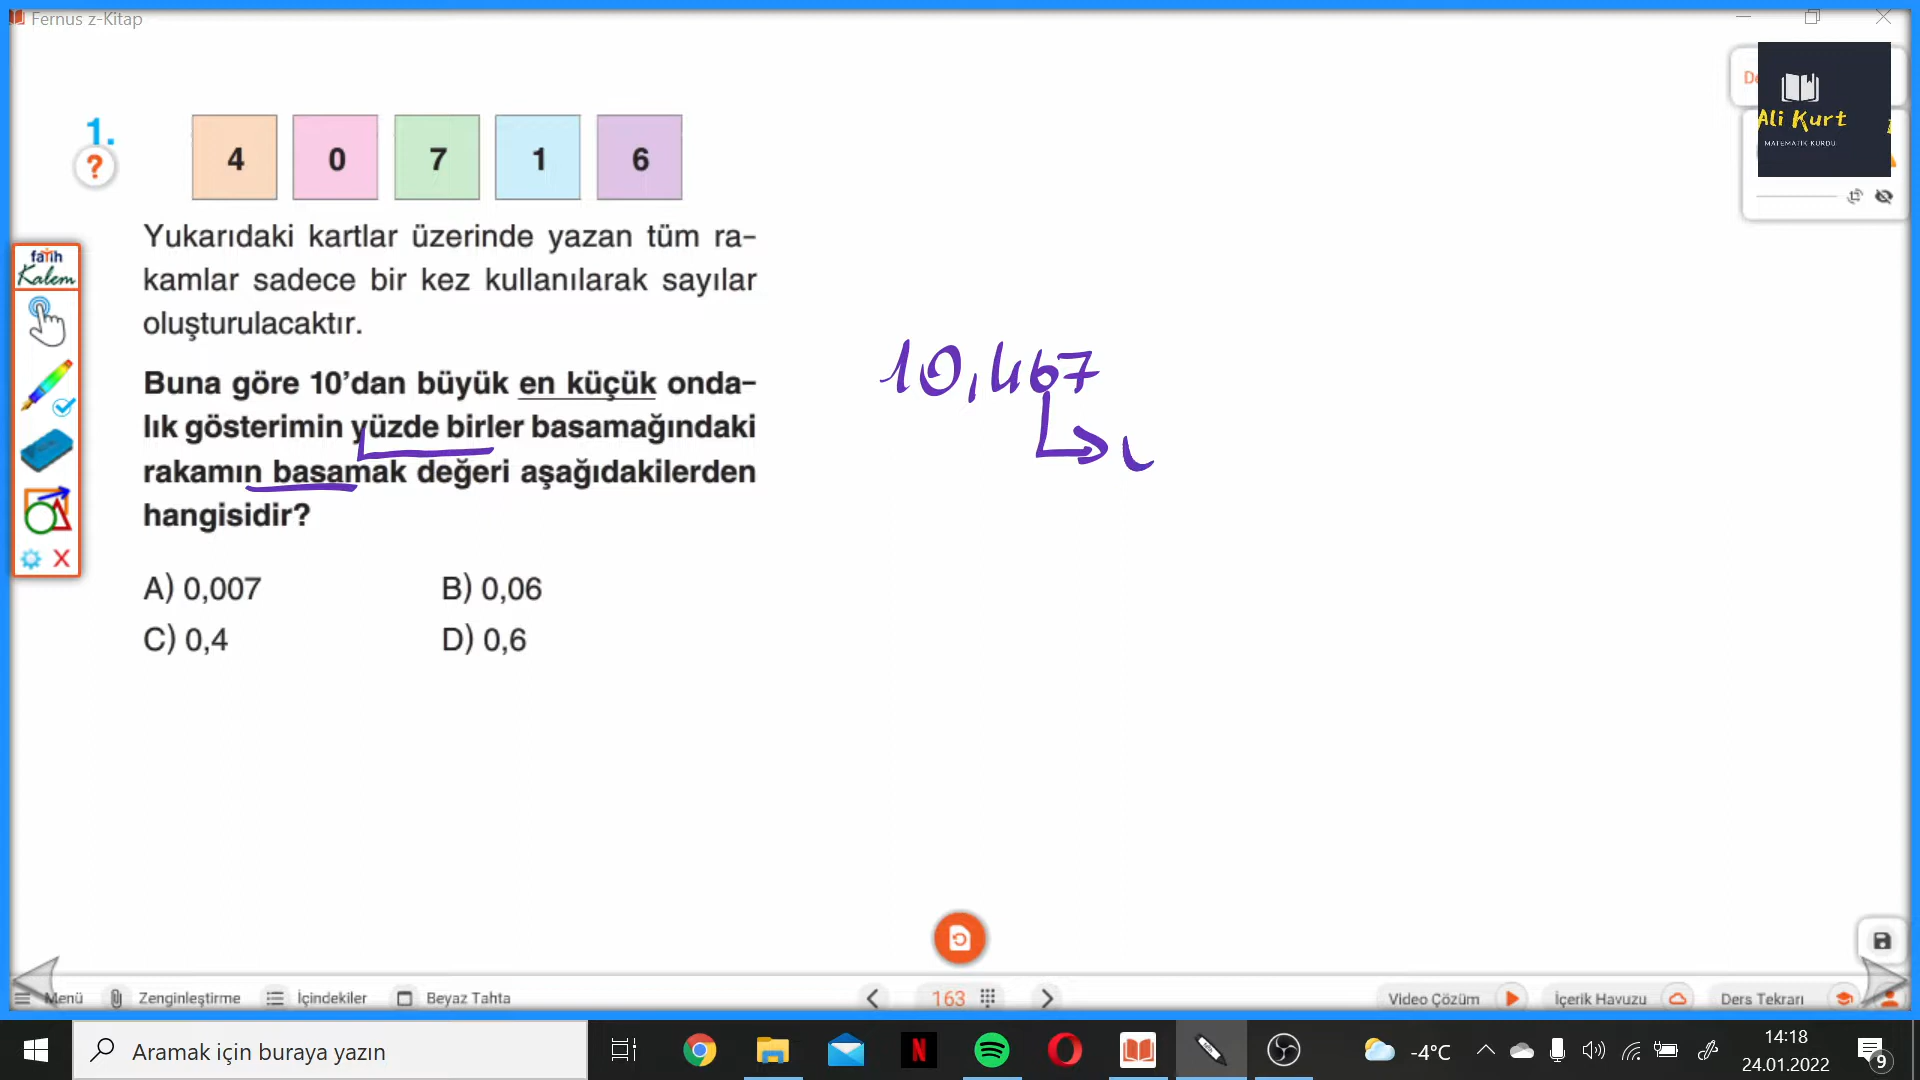 Fernus z-Kitap
Ali Kurt
MATEMATİK KURDU
1.
?
4 0 7 1 6
Yukarıdaki kartlar üzerinde yazan tüm ra-
kamlar sadece bir kez kullanılarak sayılar
oluşturulacaktır.
Buna göre 10'dan büyük en küçük onda-
lık gösterimin yüzde birler basamağındaki
rakamın basamak değeri aşağıdakilerden
hangisidir?
A) 0,007
B) 0,06
C) 0,4
D) 0,6
10,467
fatih
Kalem
Menü
Zenginleştirme
İçindekiler
Beyaz Tahta
163
Video Çözüm
İçerik Havuzu
Ders Tekrarı
Aramak için buraya yazın
N
-4°C
14:18
24.01.2022
9